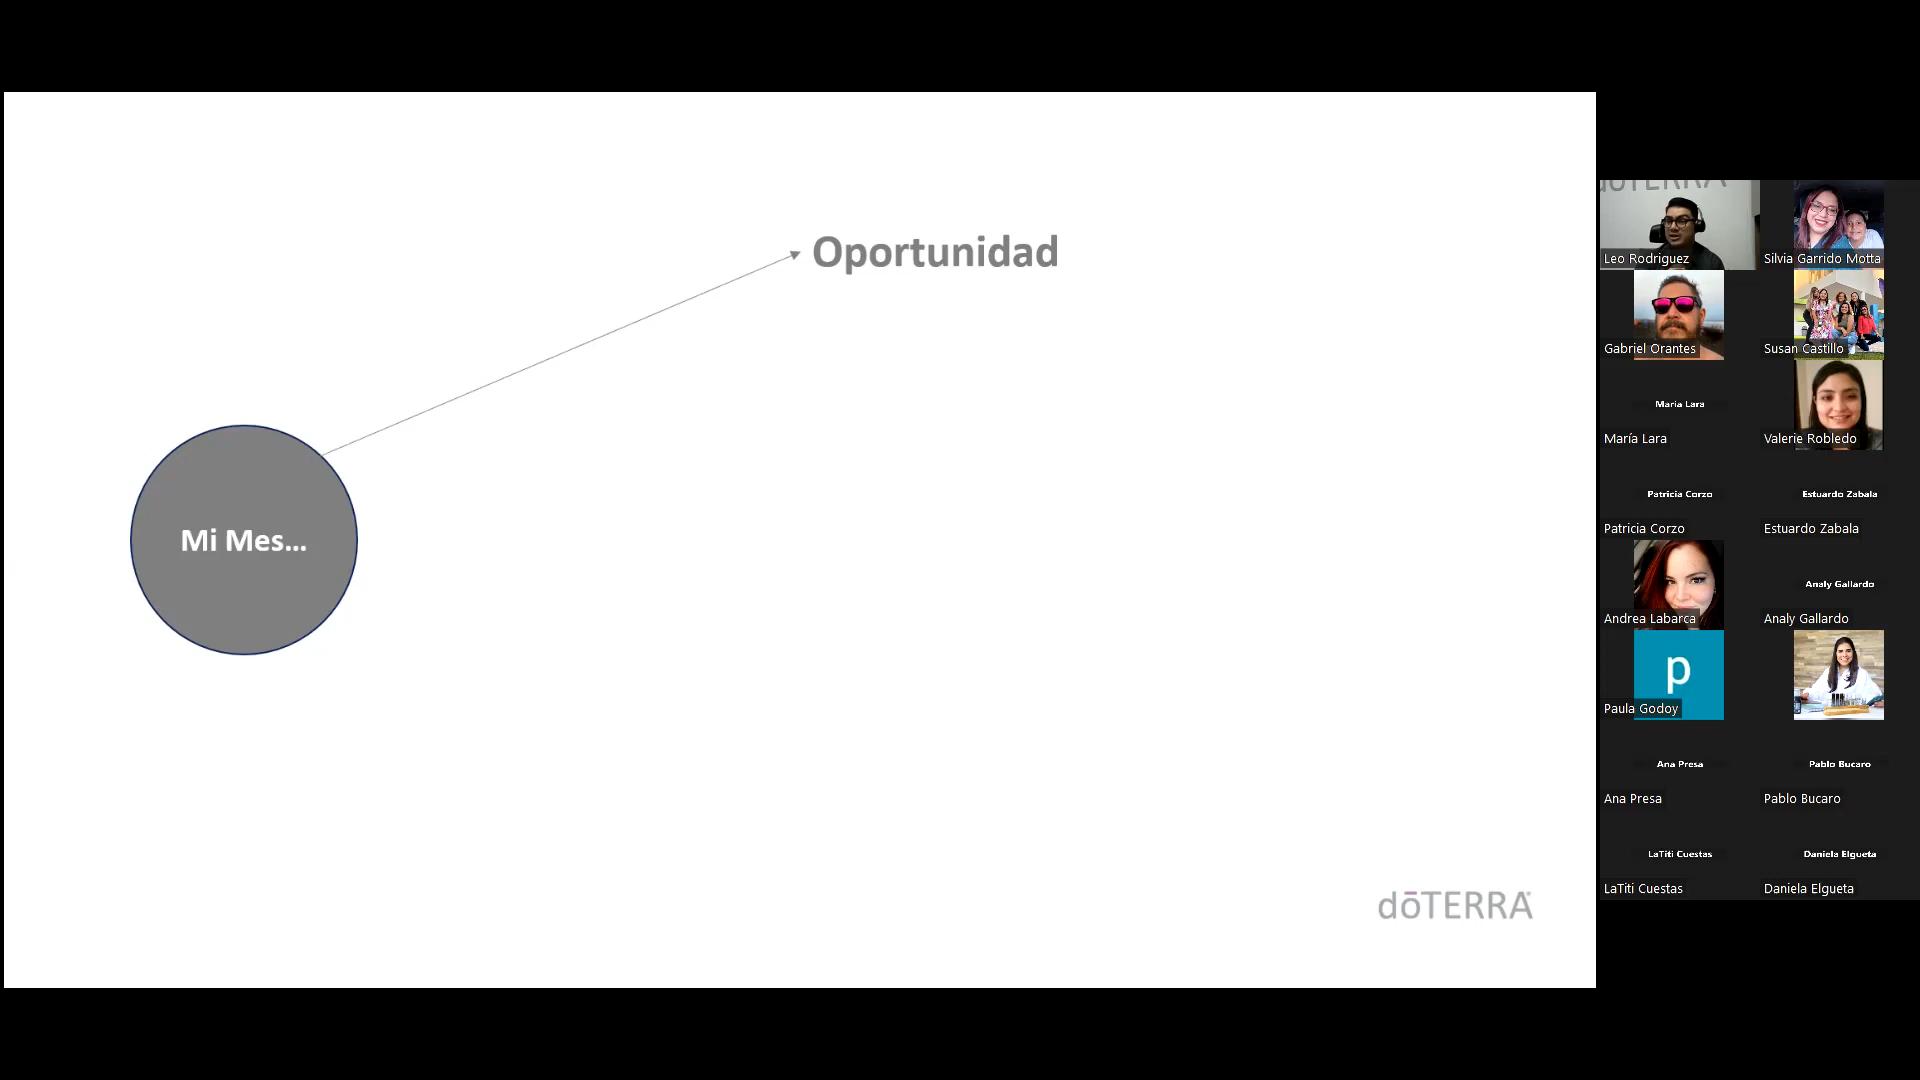 Oportunidad
Mi Mes...
dōTERRA
dōTERRA
Leo Rodriguez
Silvia Garrido Motta
Gabriel Orantes
Susan Castillo
Maria Lara
María Lara
Valerie Robledo
Patricia Corzo
Estuardo Zabala
Patricia Corzo
Estuardo Zabala
Andrea Labarca
Analy Gallardo
Analy Gallardo
p
Paula Godoy
Ana Presa
Pablo Bucaro
Ana Presa
Pablo Bucaro
LaTiti Cuestas
Daniela Elgueta
LaTiti Cuestas
Daniela Elgueta